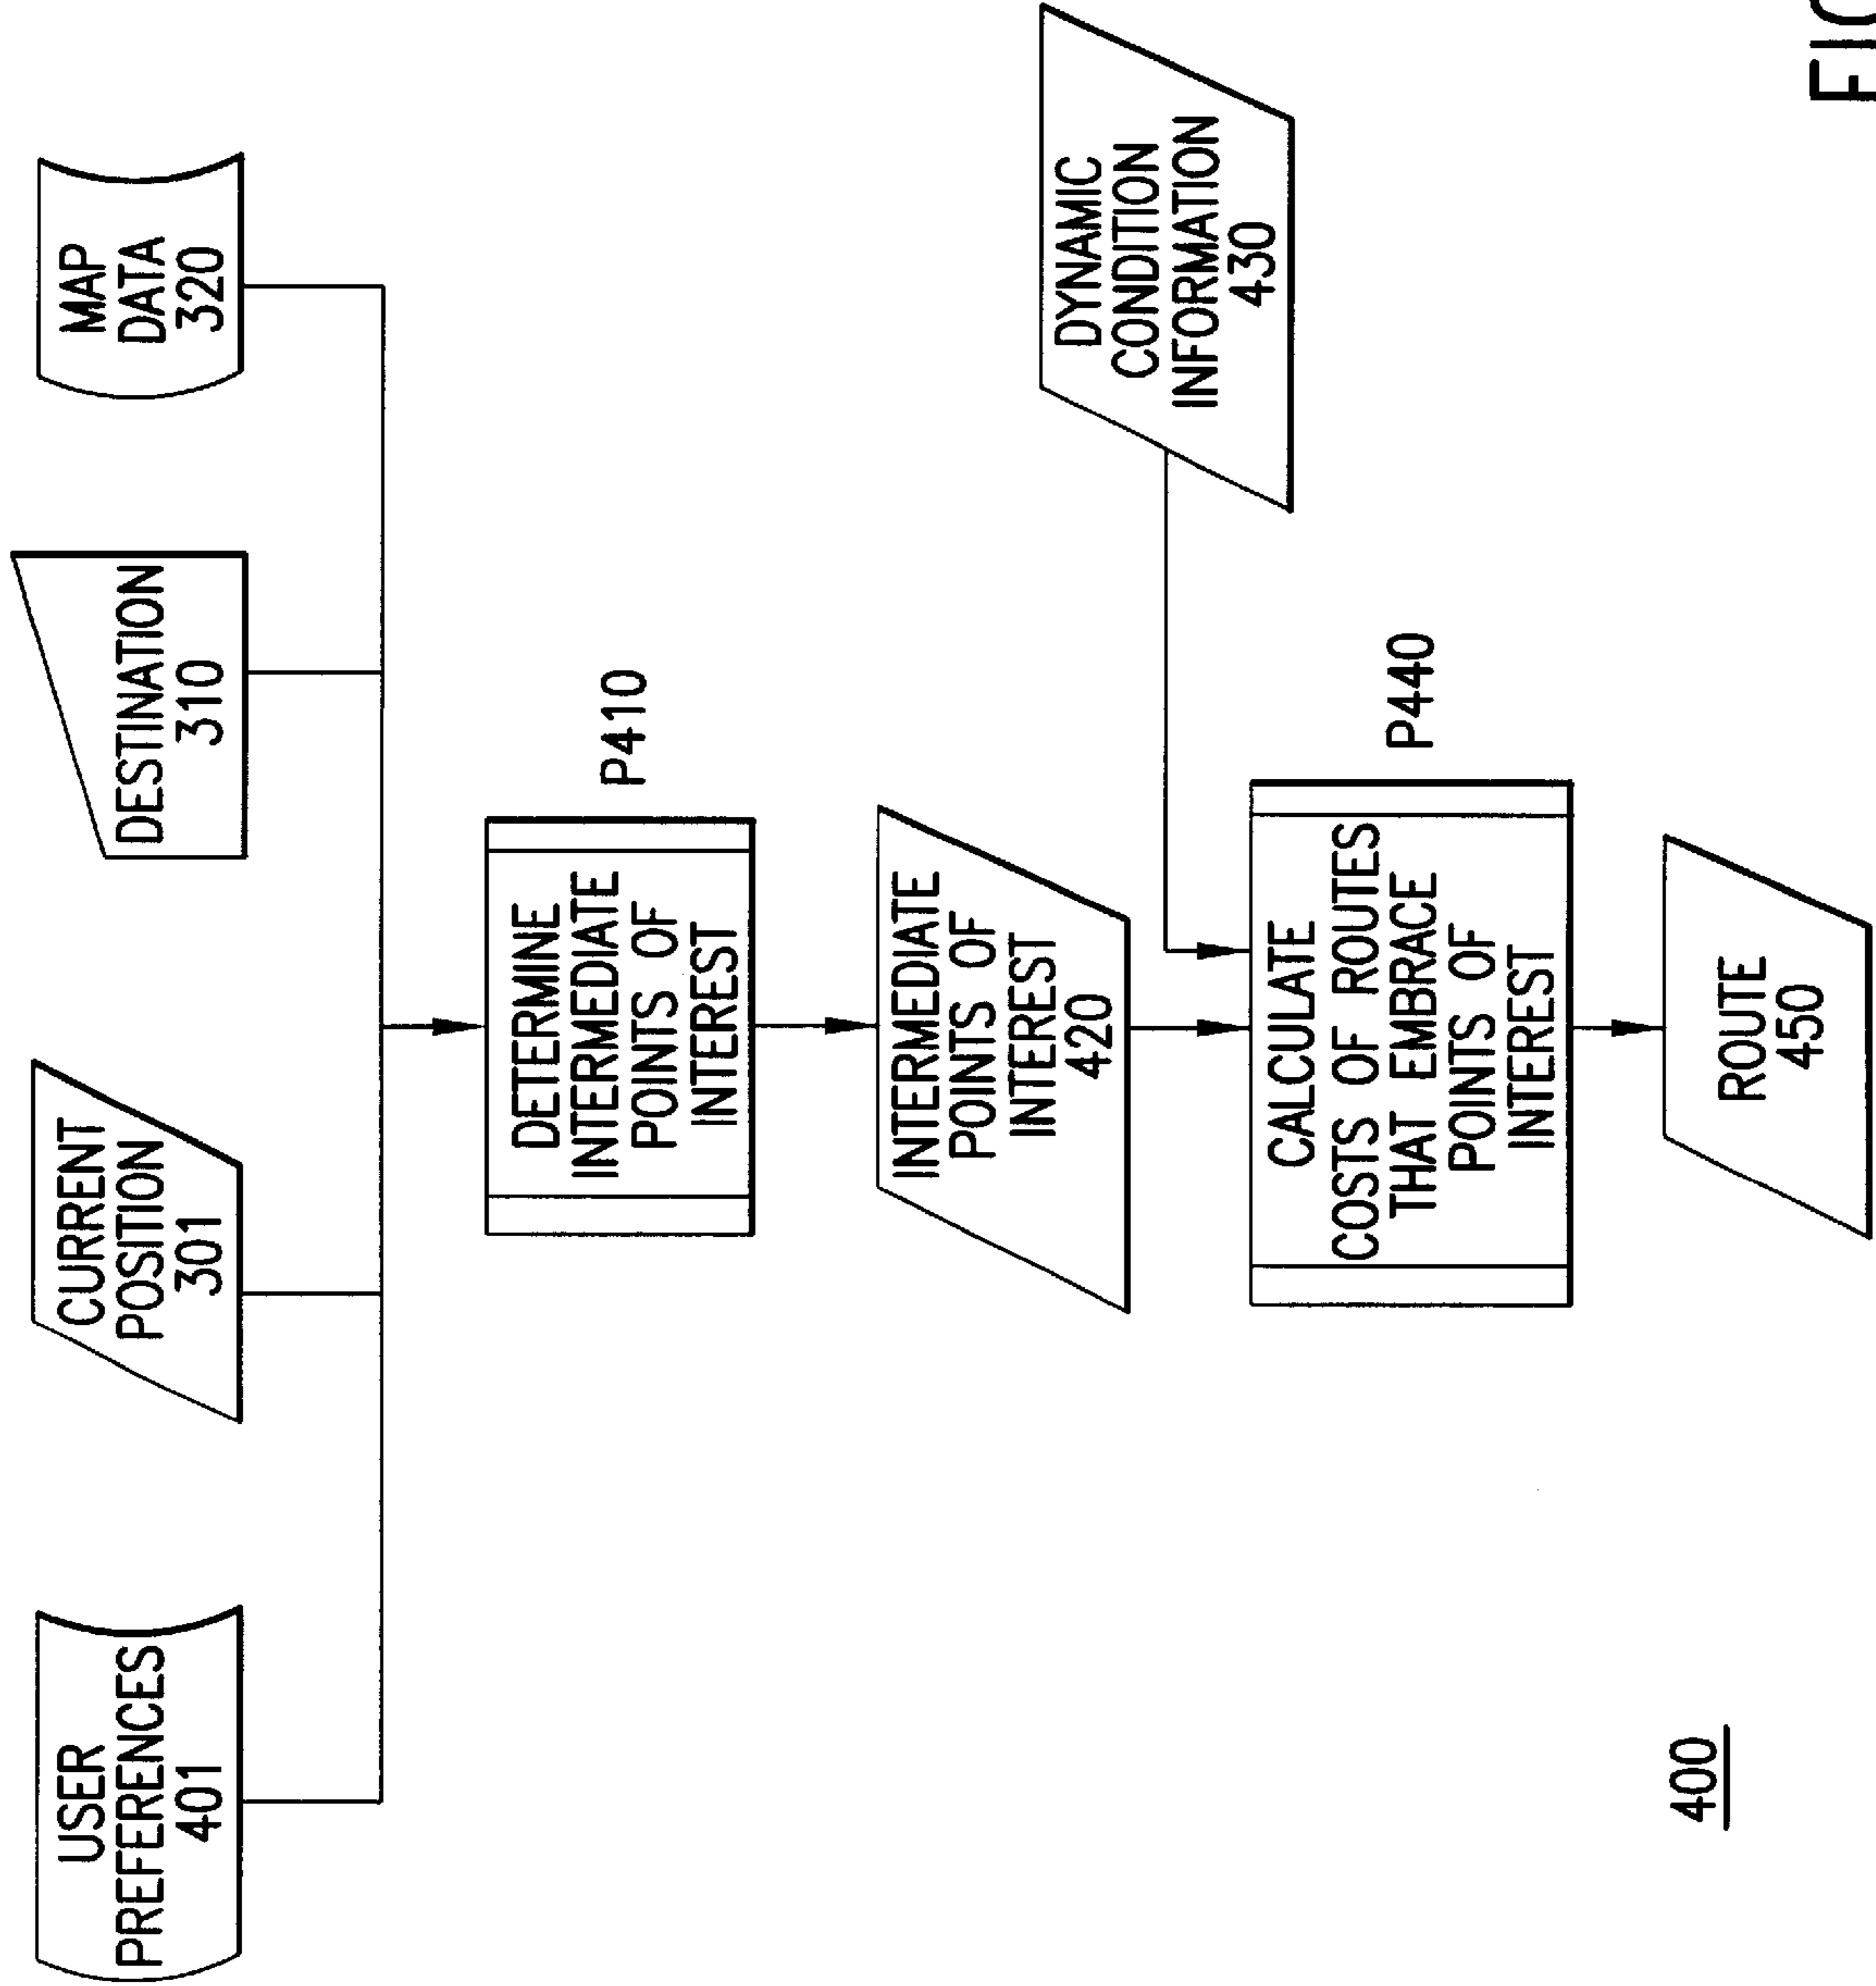 USER
PREFERENCES
401
CURRENT
POSITION
301
DESTINATION
310
MAP
DATA
320
DETERMINE
INTERMEDIATE
POINTS OF
INTEREST
P410
INTERMEDIATE
POINTS OF
INTEREST
420
DYNAMIC
CONDITION
INFORMATION
430
CALCULATE
COSTS OF ROUTES
THAT EMBRACE
POINTS OF
INTEREST
P440
ROUTE
450
400